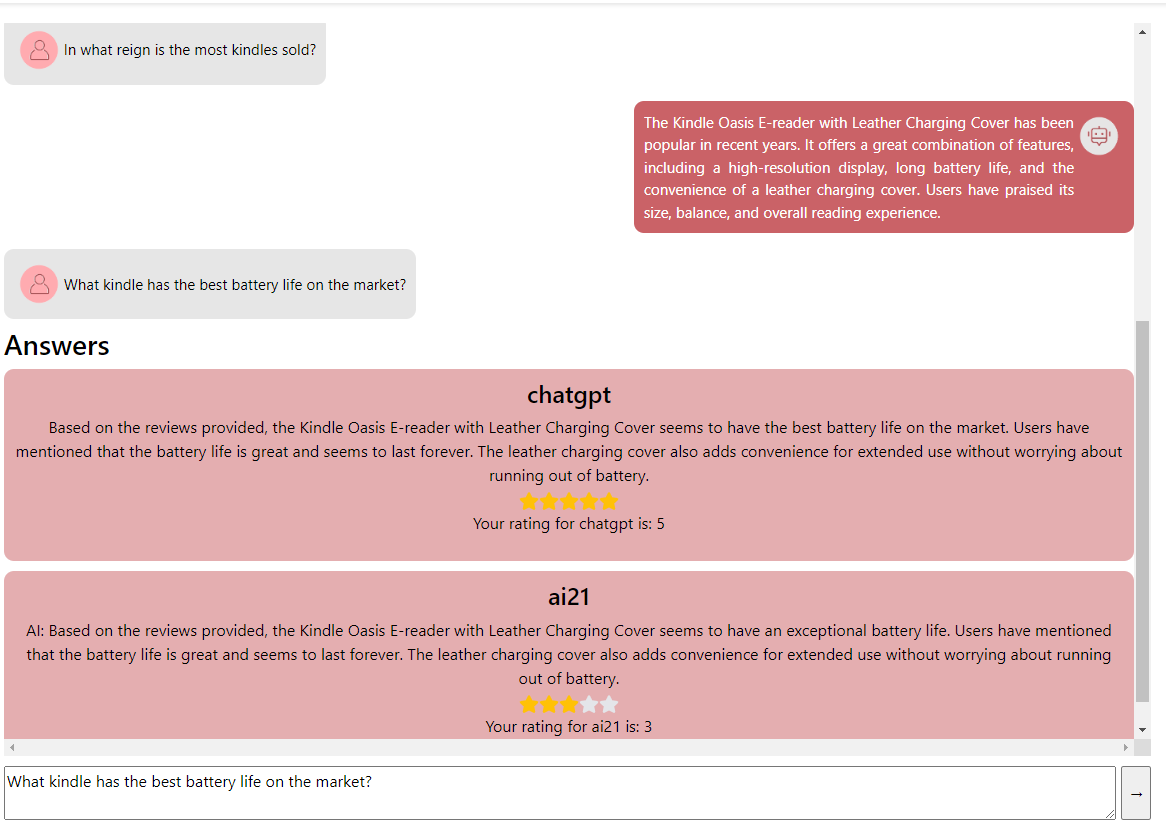 In what reign is the most kindles sold?
The Kindle Oasis E-reader with Leather Charging Cover has been
popular in recent years. It offers a great combination of features,
including a high-resolution display, long battery life, and the
convenience of a leather charging cover. Users have praised its
size, balance, and overall reading experience.
What kindle has the best battery life on the market?
Answers
chatgpt
Based on the reviews provided, the Kindle Oasis E-reader with Leather Charging Cover seems to have the best battery life on the market. Users have
mentioned that the battery life is great and seems to last forever. The leather charging cover also adds convenience for extended use without worrying about
running out of battery.
Your rating for chatgpt is: 5
ai21
AI: Based on the reviews provided, the Kindle Oasis E-reader with Leather Charging Cover seems to have an exceptional battery life. Users have mentioned
that the battery life is great and seems to last forever. The leather charging cover also adds convenience for extended use without worrying about running
out of battery.
Your rating for ai21 is: 3
What kindle has the best battery life on the market?
→